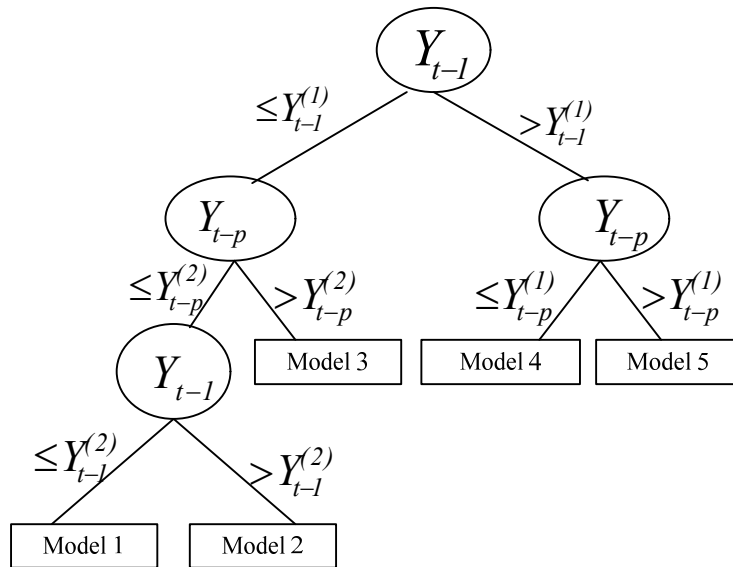 Y_{t-1}
≤Y_{t-1}^{(1)}
>Y_{t-1}^{(1)}
Y_{t-p}
Y_{t-p}
≤Y_{t-p}^{(2)}
>Y_{t-p}^{(2)}
≤Y_{t-p}^{(1)}
>Y_{t-p}^{(1)}
Y_{t-1}
Model 3
Model 4
Model 5
≤Y_{t-1}^{(2)}
>Y_{t-1}^{(2)}
Model 1
Model 2